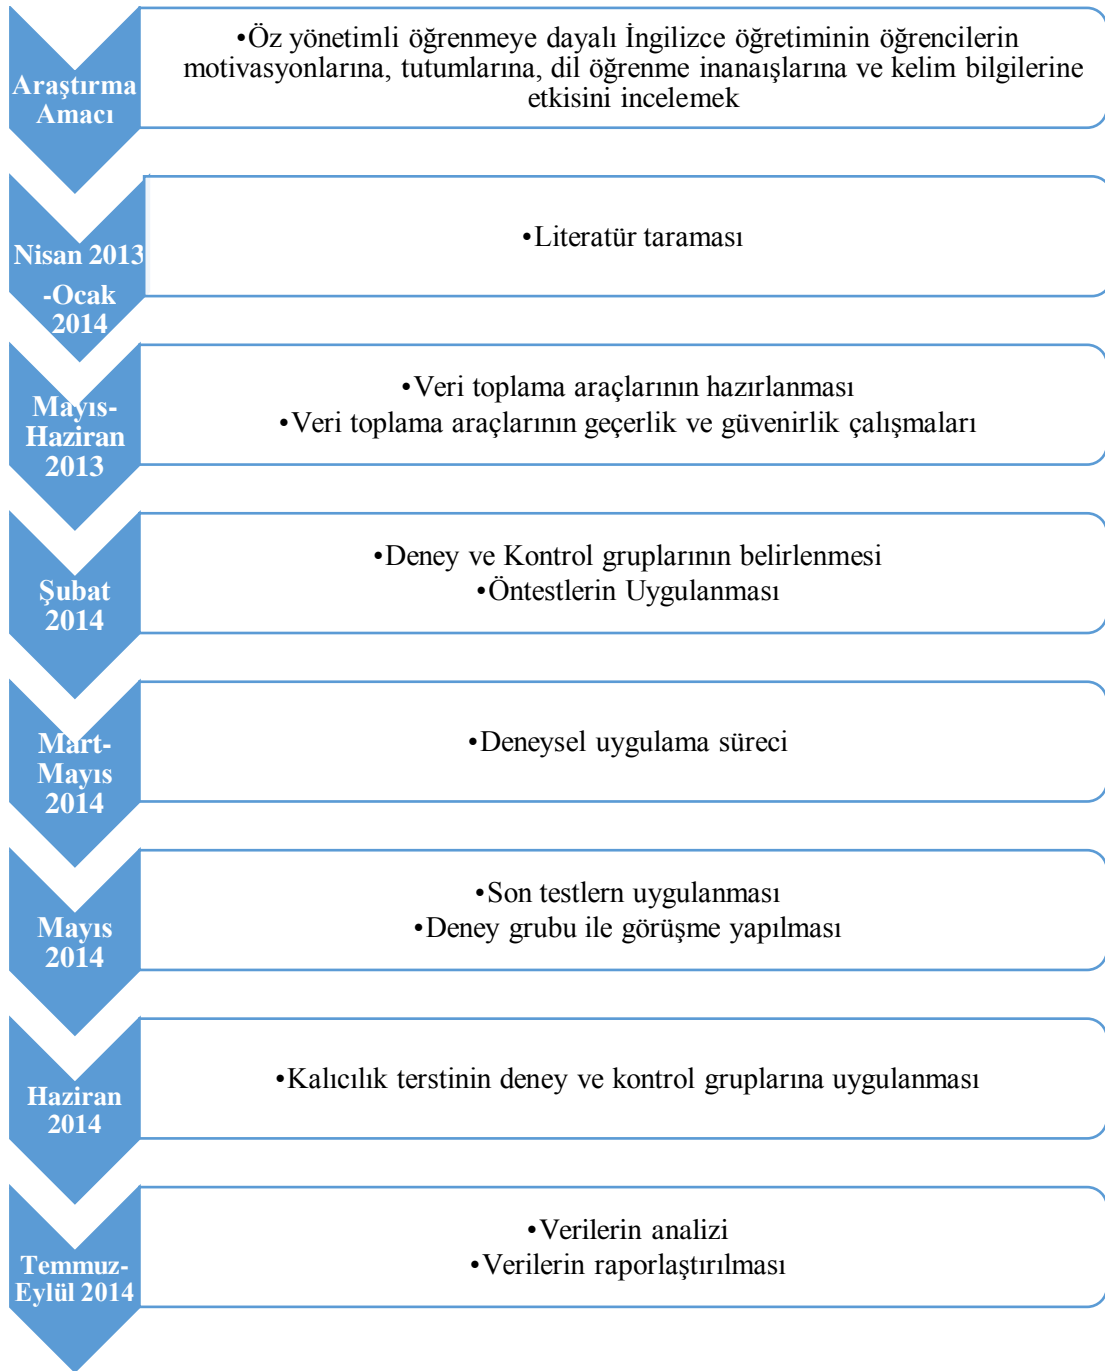 Araştırma
Amacı
•Öz yönetimli öğrenmeye dayalı İngilizce öğretiminin öğrencilerin
motivasyonlarına, tutumlarına, dil öğrenme inanaışlarına ve kelim bilgilerine
etkisini incelemek
Nisan 2013
-Ocak
2014
•Literatür taraması
Mayıs-
Haziran
2013
•Veri toplama araçlarının hazırlanması
•Veri toplama araçlarının geçerlik ve güvenirlik çalışmaları
Şubat
2014
•Deney ve Kontrol gruplarının belirlenmesi
•Öntestlerin Uygulanması
Mart-
Mayıs
2014
•Deneysel uygulama süreci
Mayıs
2014
•Son testlern uygulanması
•Deney grubu ile görüşme yapılması
Haziran
2014
•Kalıcılık terstinin deney ve kontrol gruplarına uygulanması
Temmuz-
Eylül 2014
•Verilerin analizi
•Verilerin raporlaştırılması